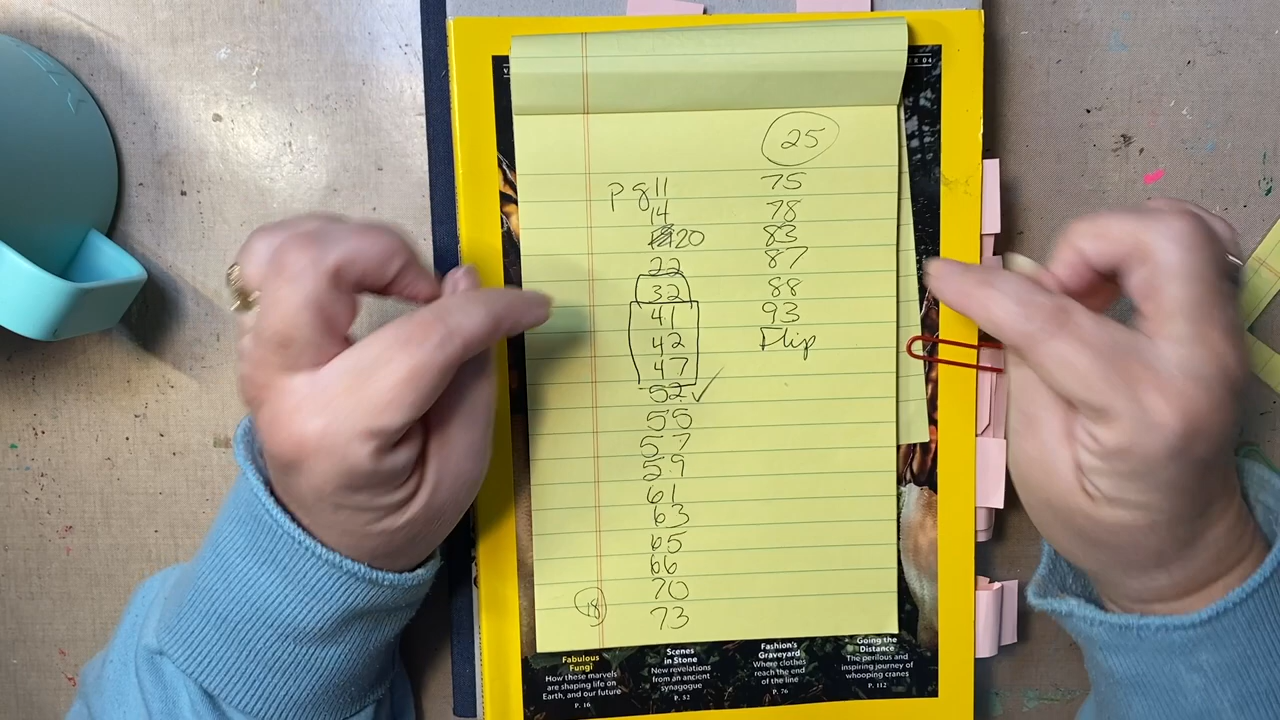 25
pg 11
14
20
22
32
41
42
47
52 ✓
55
57
59
61
63
65
66
70
73
18
75
78
83
87
88
93
Flip
Fabulous
Fungi
How these marvels
are shaping life on
Earth, and our future
P. 16
Scenes
in Stone
New revelations
from an ancient
synagogue
P. 52
Fashion's
Graveyard
Where clothes
reach the end
of the line
P. 76
Going the
Distance
The perilous and
inspiring journey of
whooping cranes
P. 112